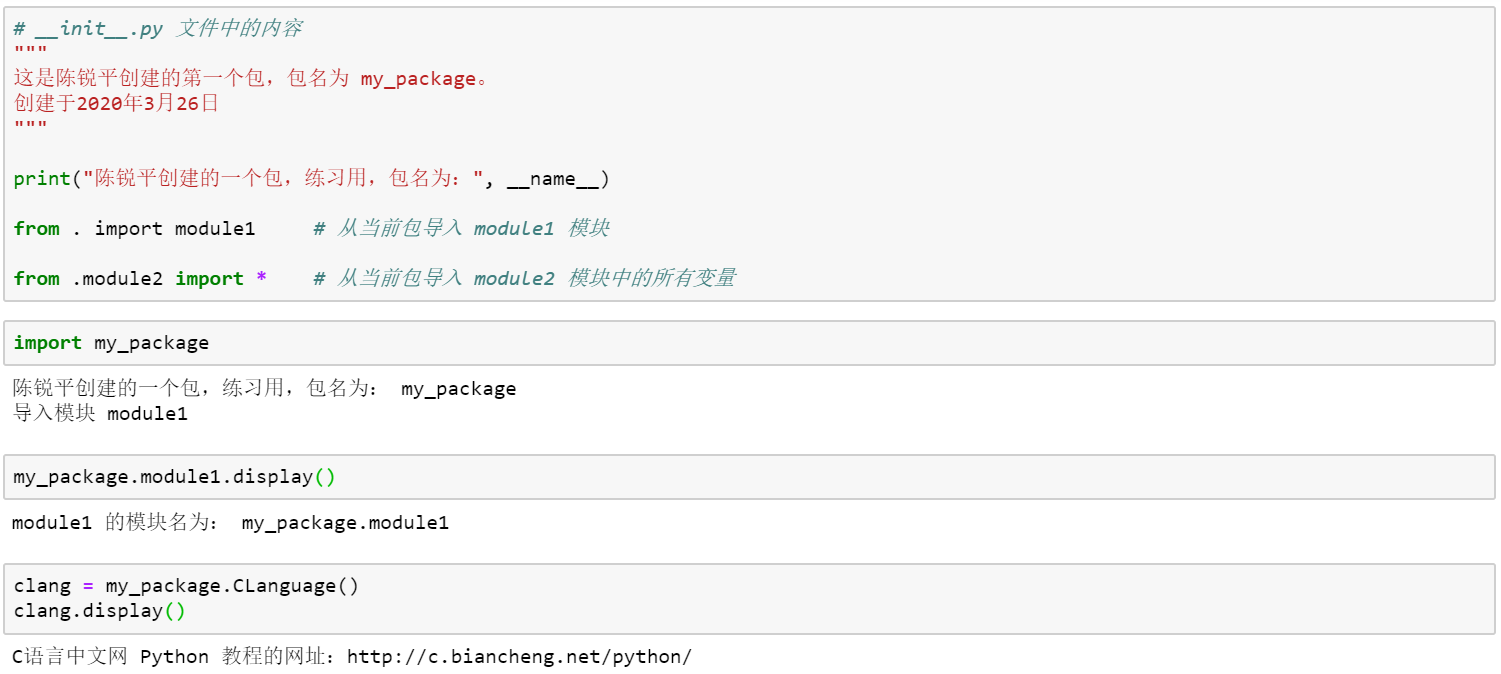 # __init__.py 文件中的内容
"""
这是陈锐平创建的第一个包，包名为 my_package。
创建于2020年3月26日
"""
print("陈锐平创建的一个包，练习用，包名为：", __name__)
from . import module1     # 从当前包导入 module1 模块
from .module2 import *    # 从当前包导入 module2 模块中的所有变量
import my_package
陈锐平创建的一个包，练习用，包名为： my_package
导入模块 module1
my_package.module1.display()
module1 的模块名为： my_package.module1
clang = my_package.CLanguage()
clang.display()
C语言中文网 Python 教程的网址：http://c.biancheng.net/python/